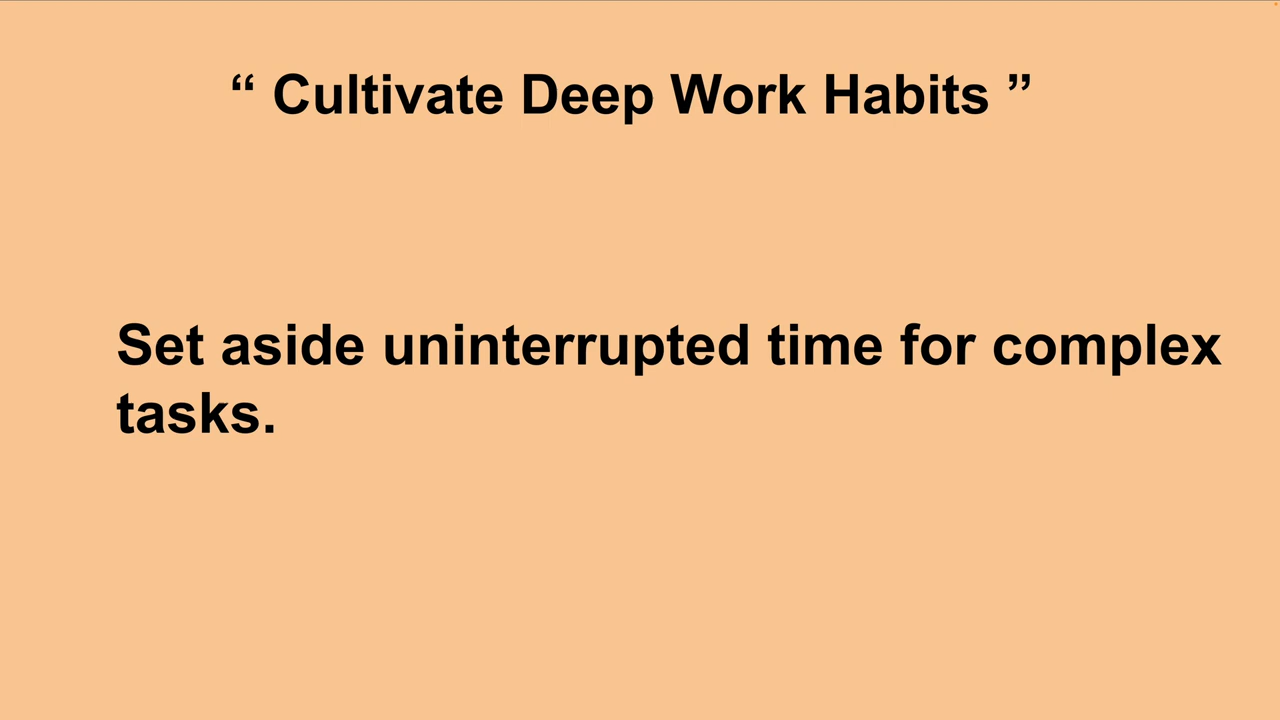 “ Cultivate Deep Work Habits ”
Set aside uninterrupted time for complex
tasks.